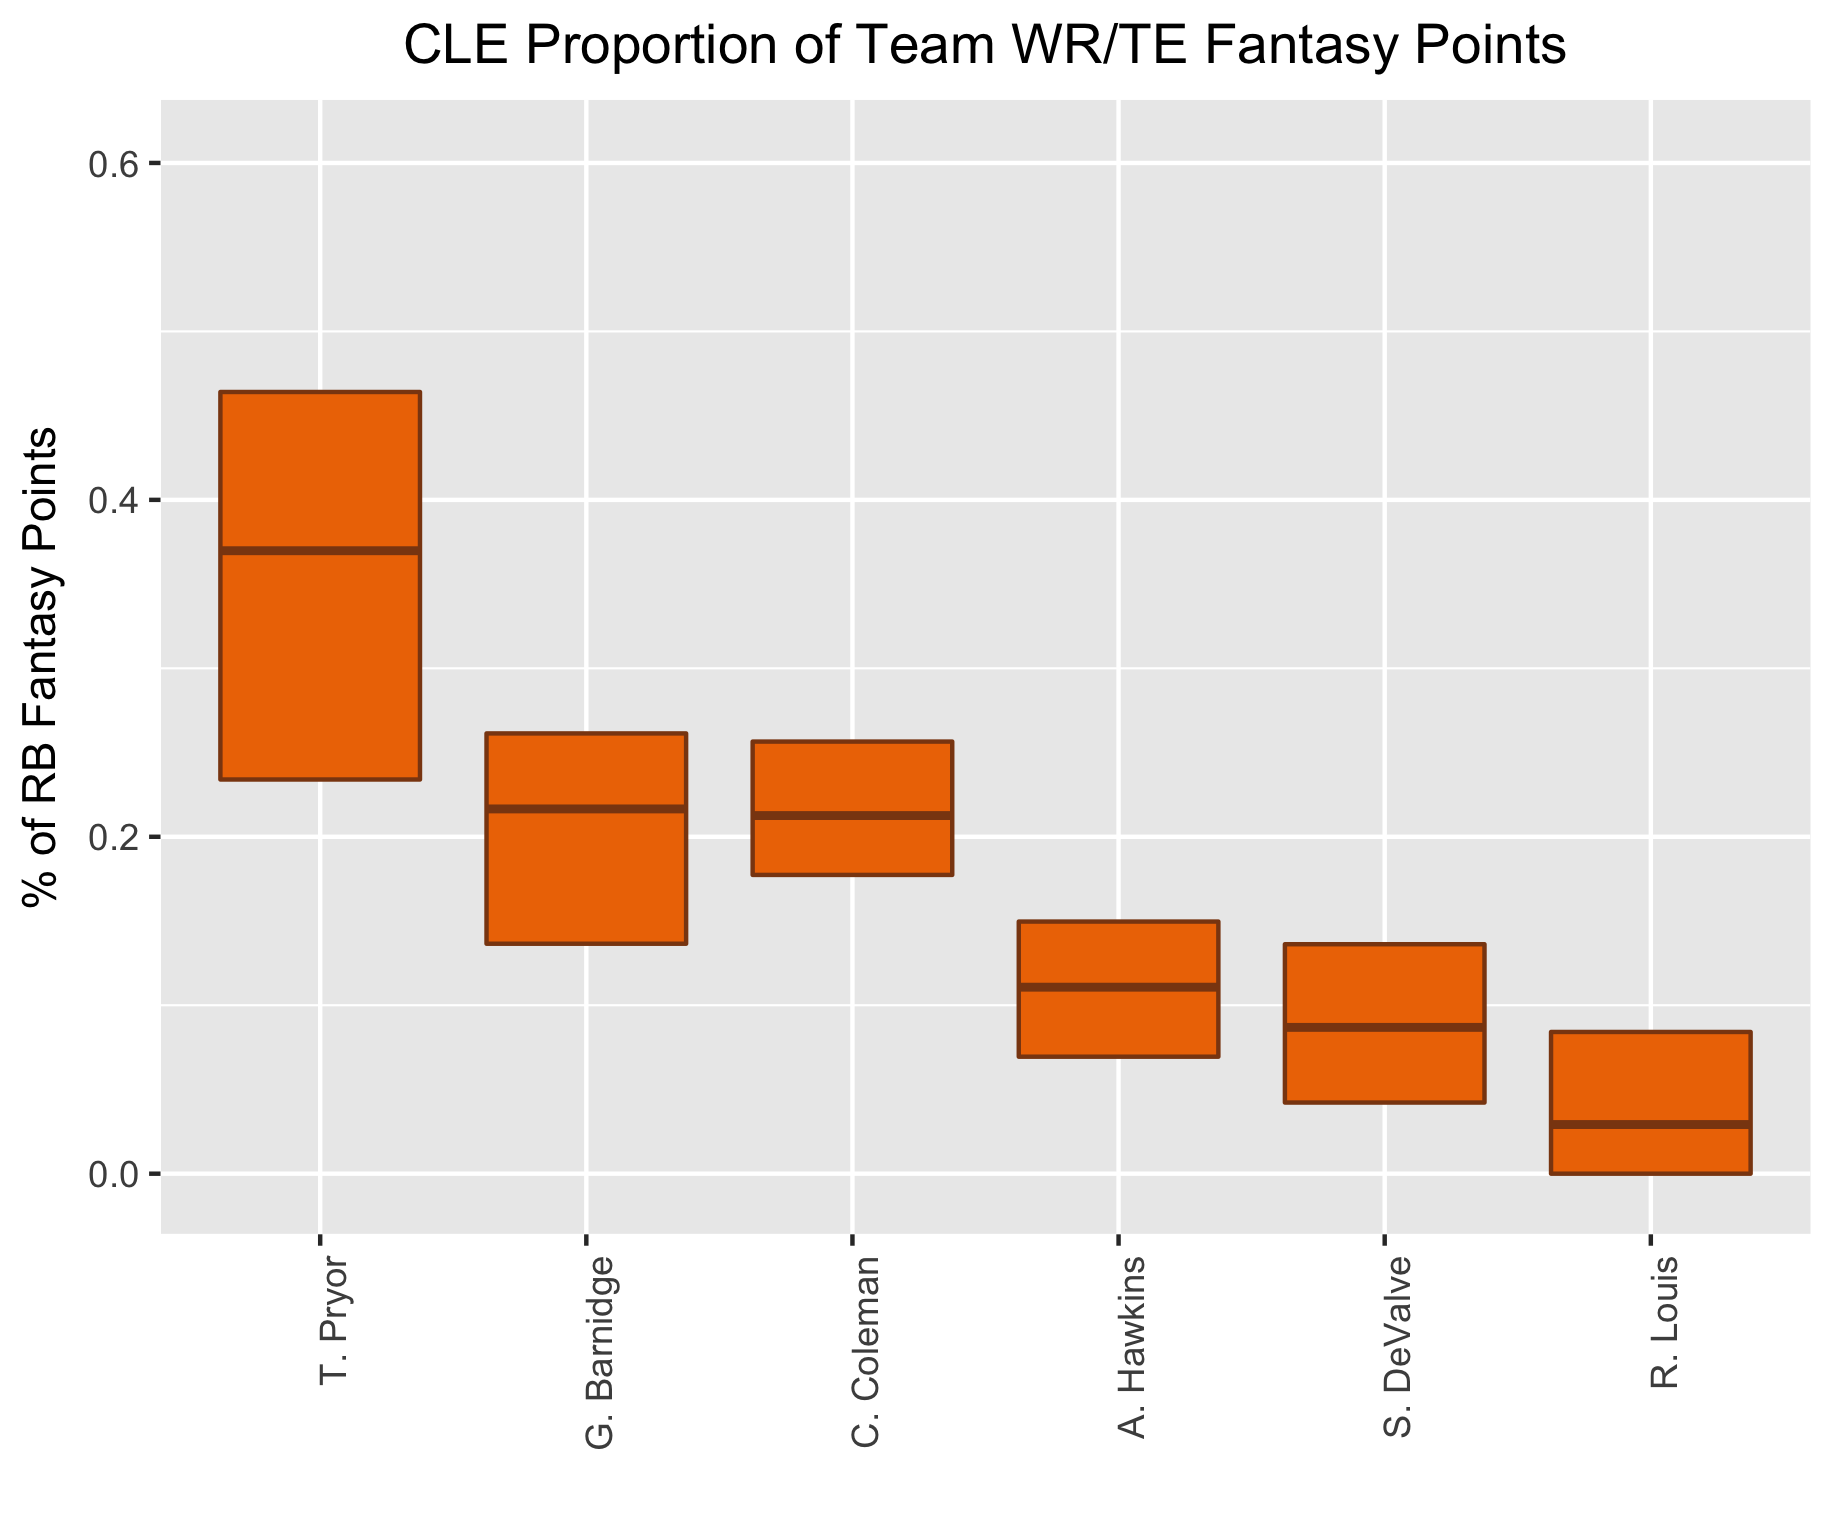 CLE Proportion of Team WR/TE Fantasy Points
% of RB Fantasy Points
0.6
0.4
0.2
0.0
T. Pryor
G. Barnidge
C. Coleman
A. Hawkins
S. DeValve
R. Louis